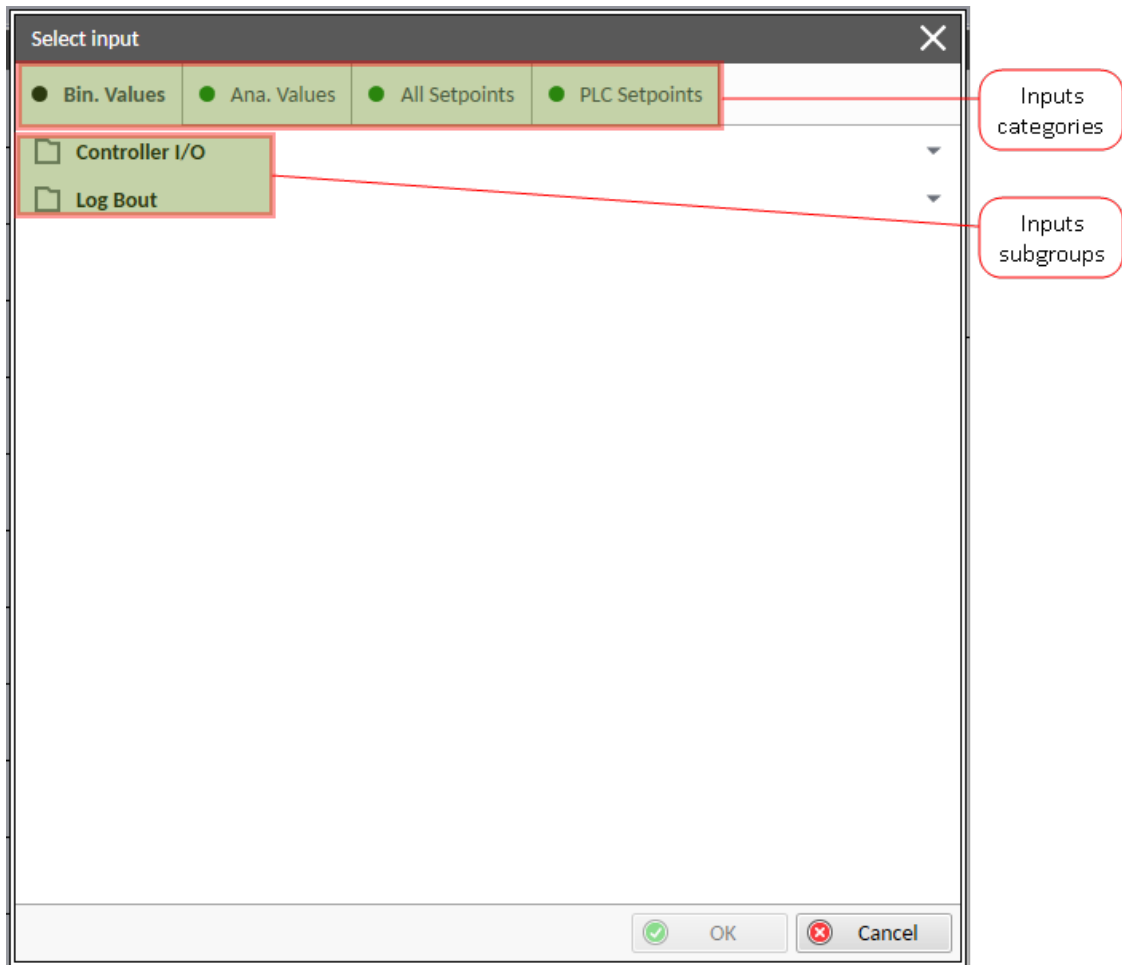 Select input
Bin. Values Ana. Values All Setpoints PLC Setpoints
Inputs
categories
Controller I/O
Log Bout
Inputs
subgroups
OK Cancel